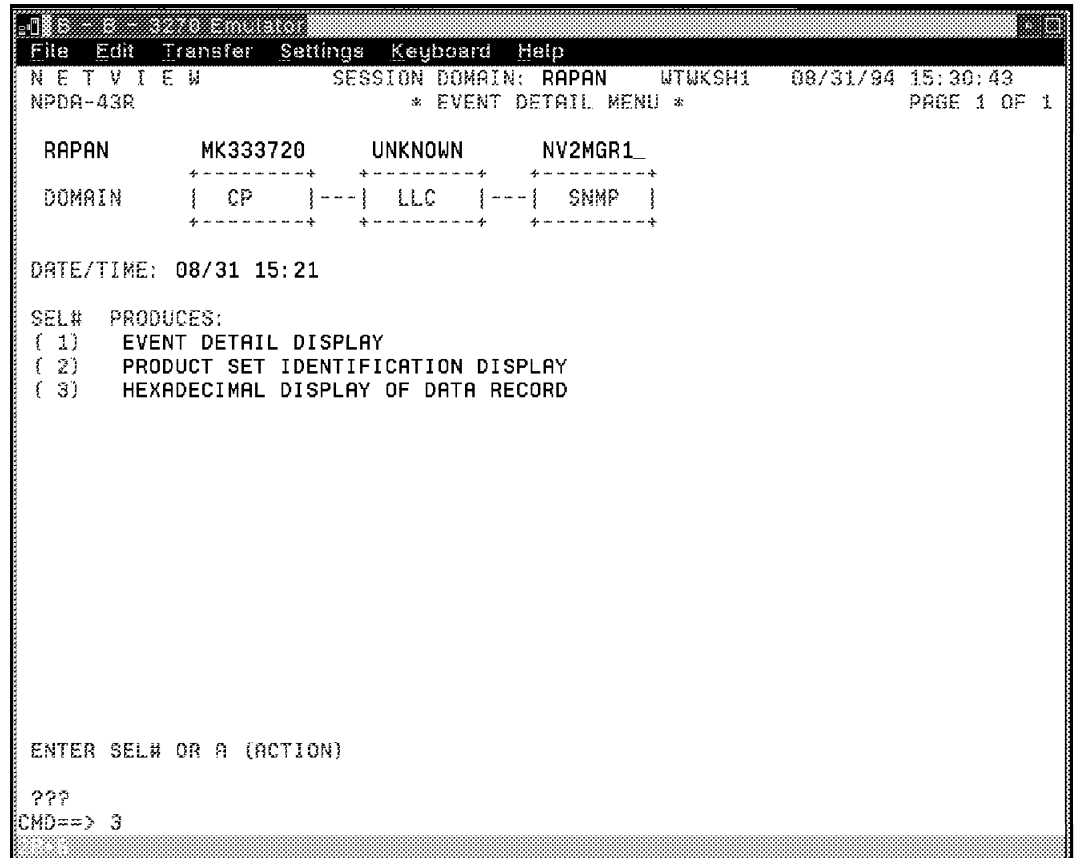 B - B - 3270 Emulator
File Edit Transfer Settings Keyboard Help
N E T V I E W SESSION DOMAIN: RAPAN WTWKSH1 08/31/94 15:30:43
NPDA-43R * EVENT DETAIL MENU * PAGE 1 OF 1
RAPAN MK333720 UNKNOWN NV2MGR1_
+--------+ +--------+ +--------+
DOMAIN | CP |---| LLC |---| SNMP |
+--------+ +--------+ +--------+
DATE/TIME: 08/31 15:21
SEL# PRODUCES:
( 1) EVENT DETAIL DISPLAY
( 2) PRODUCT SET IDENTIFICATION DISPLAY
( 3) HEXADECIMAL DISPLAY OF DATA RECORD
ENTER SEL# OR A (ACTION)
???
CMD==> 3